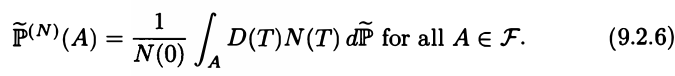 P̃⁽ᴺ⁾(A) = 1/N(0) ∫_A D(T)N(T) dP̃ for all A ∈ F. (9.2.6)